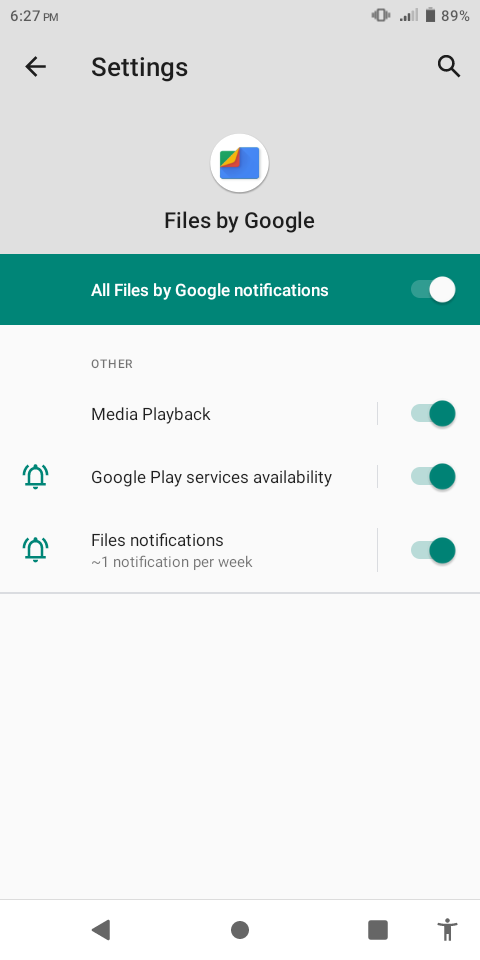 6:27 PM
89%
Settings
Files by Google
All Files by Google notifications
OTHER
Media Playback
Google Play services availability
Files notifications
~1 notification per week